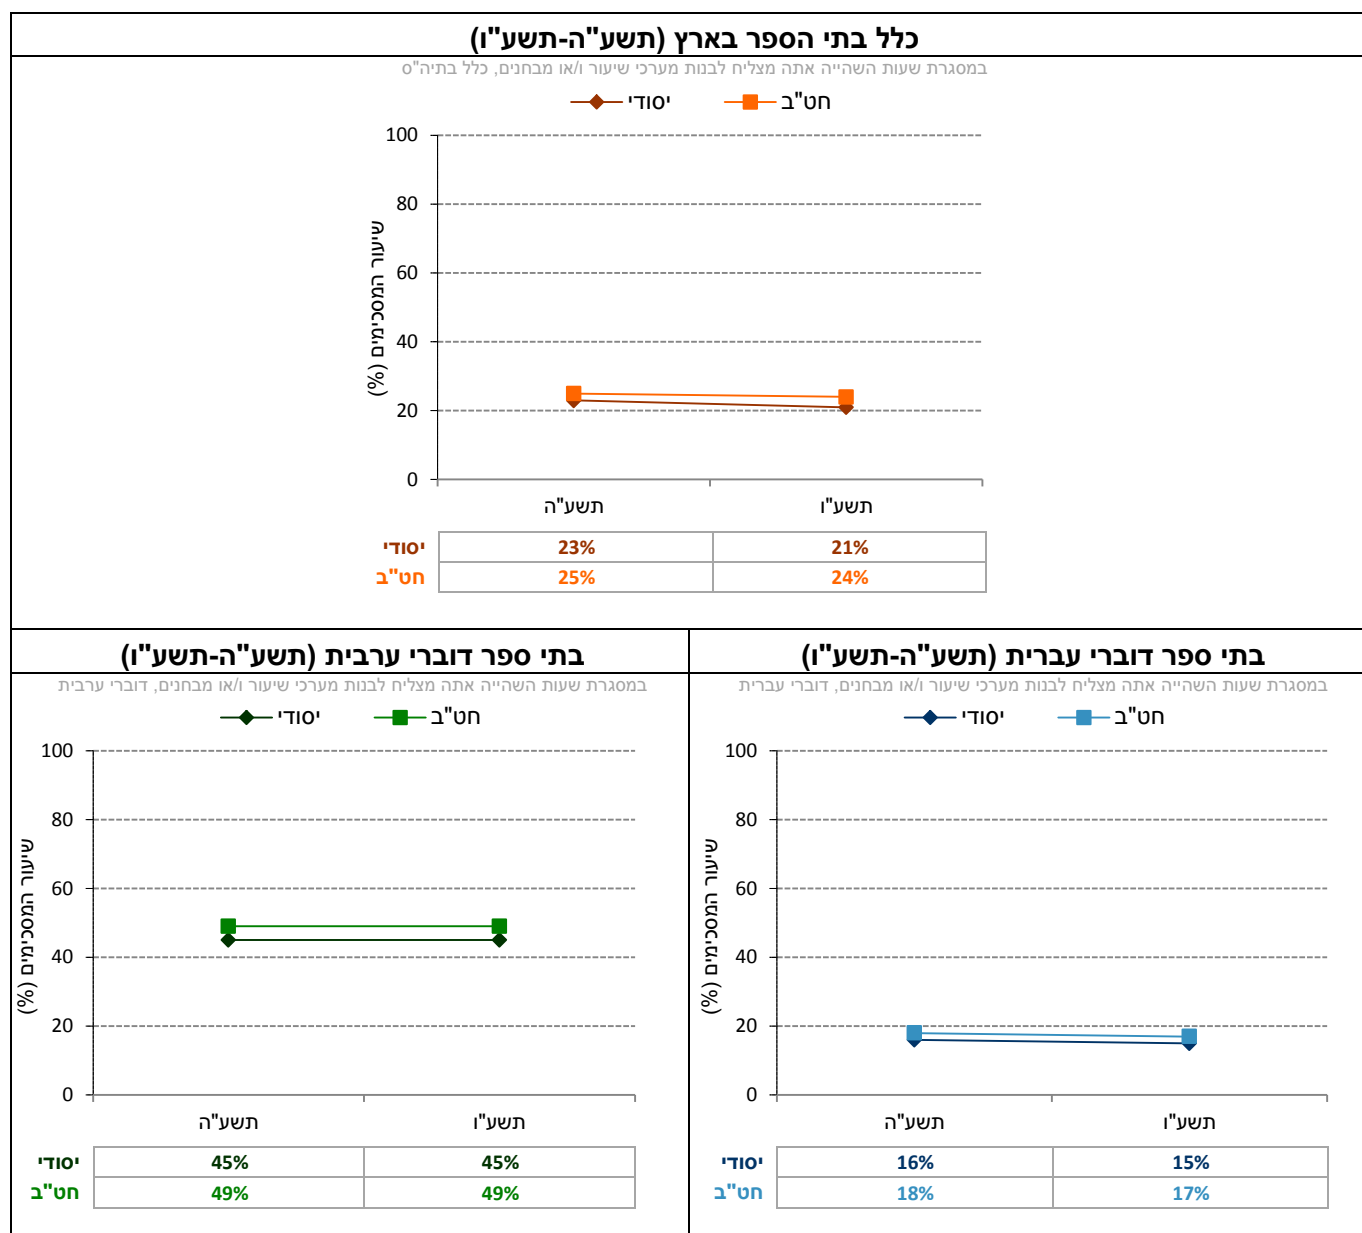 כלל בתי הספר בארץ (תשע"ה-תשע"ו)
במסגרת שעות השהייה אתה מצליח לבנות מערכי שיעור ו/או מבחנים, כלל בתיה"ס
יסודי חט"ב
שיעור המסכימים (%)
100
80
60
40
20
0
תשע"ה תשע"ו
יסודי 23% 21%
חט"ב 25% 24%
בתי ספר דוברי עברית (תשע"ה-תשע"ו)
במסגרת שעות השהייה אתה מצליח לבנות מערכי שיעור ו/או מבחנים, דוברי עברית
יסודי חט"ב
שיעור המסכימים (%)
100
80
60
40
20
0
תשע"ה תשע"ו
יסודי 16% 15%
חט"ב 18% 17%
בתי ספר דוברי ערבית (תשע"ה-תשע"ו)
במסגרת שעות השהייה אתה מצליח לבנות מערכי שיעור ו/או מבחנים, דוברי ערבית
יסודי חט"ב
שיעור המסכימים (%)
100
80
60
40
20
0
תשע"ה תשע"ו
יסודי 45% 45%
חט"ב 49% 49%